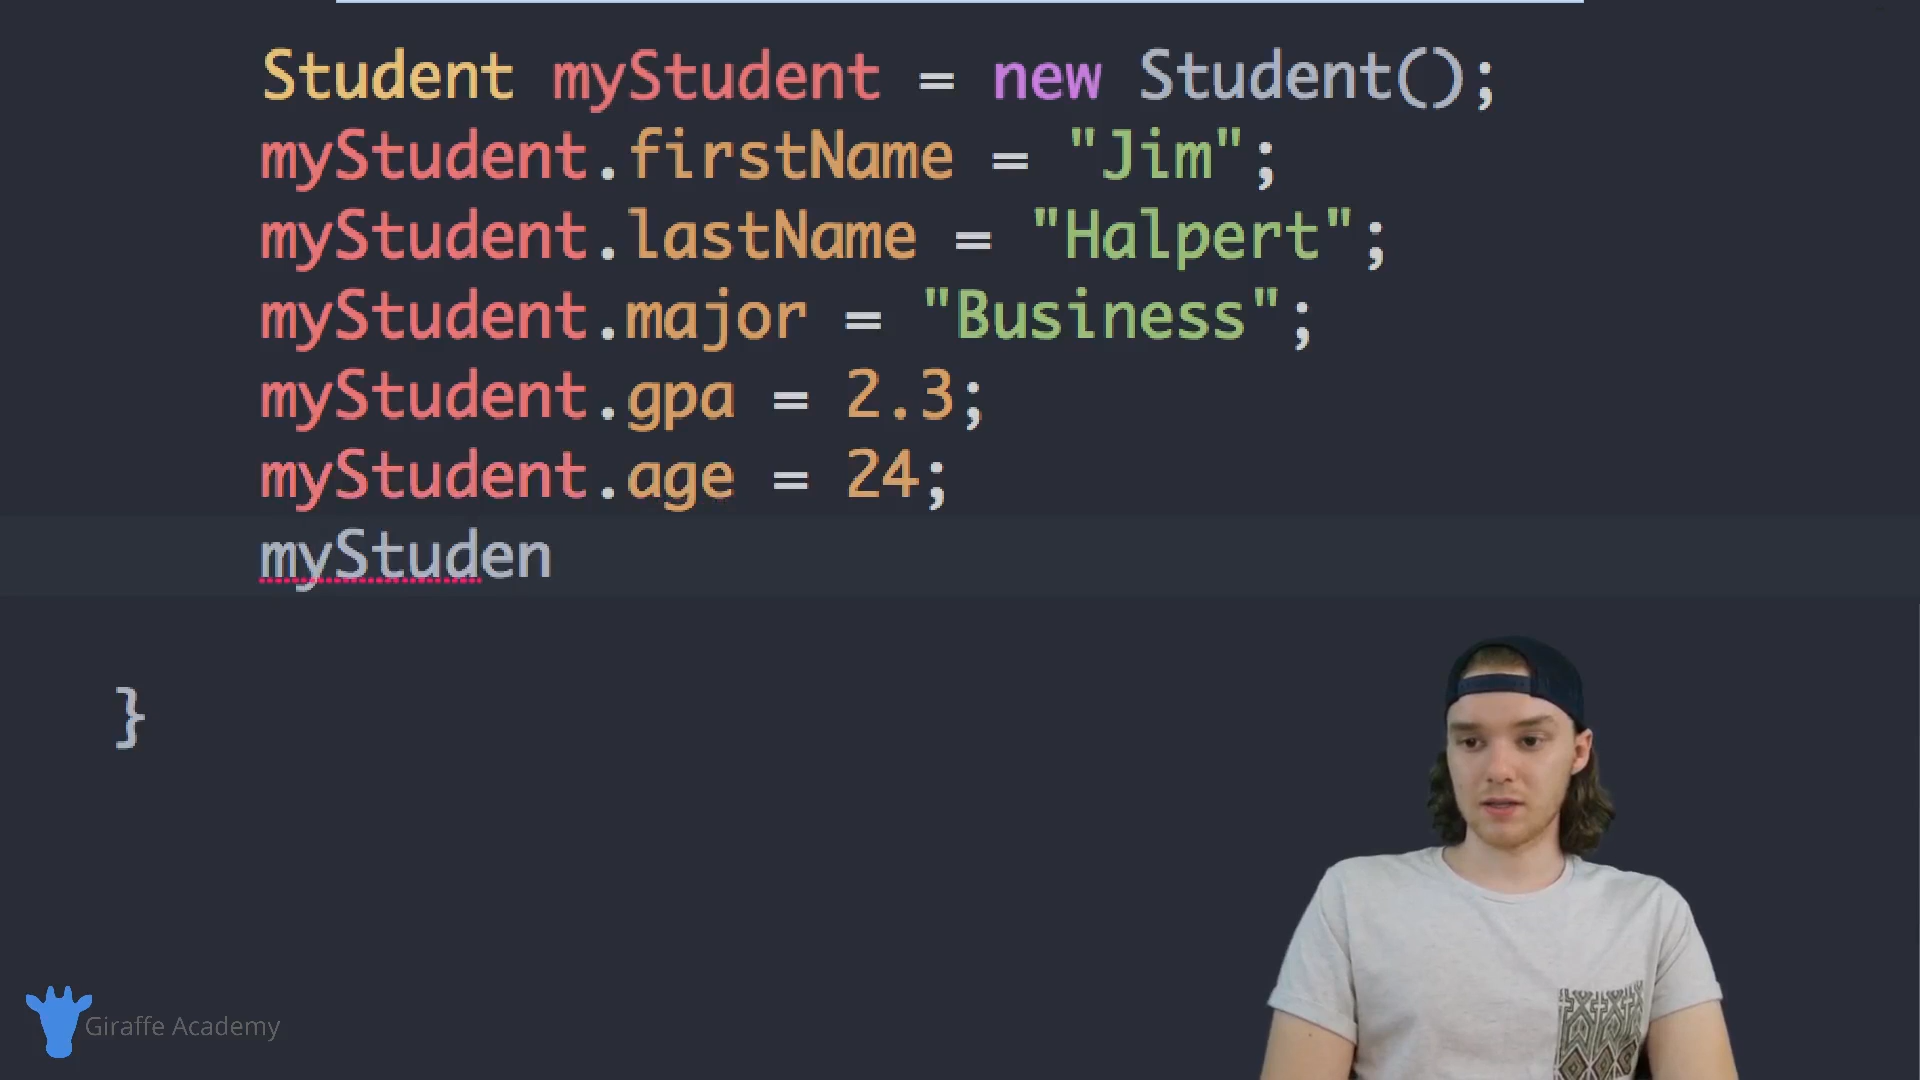 Student myStudent = new Student();
myStudent.firstName = "Jim";
myStudent.lastName = "Halpert";
myStudent.major = "Business";
myStudent.gpa = 2.3;
myStudent.age = 24;
myStuden
}
Giraffe Academy